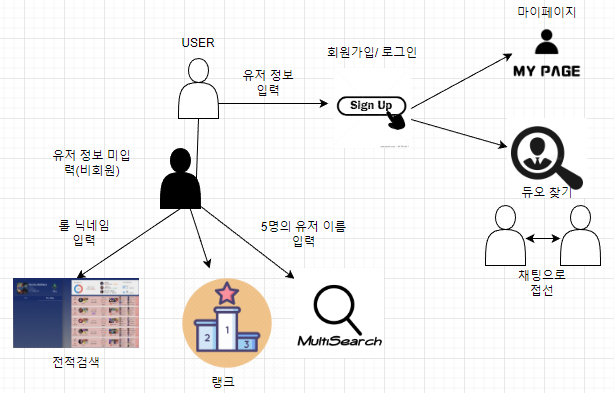 마이페이지
USER
회원가입/ 로그인
유저 정보
입력
MY PAGE
Sign Up
유저 정보 미입
력(비회원)
듀오 찾기
롤 닉네임
입력
5명의 유저 이름
입력
채팅으로
접선
2
1
3
MultiSearch
전적검색
랭크